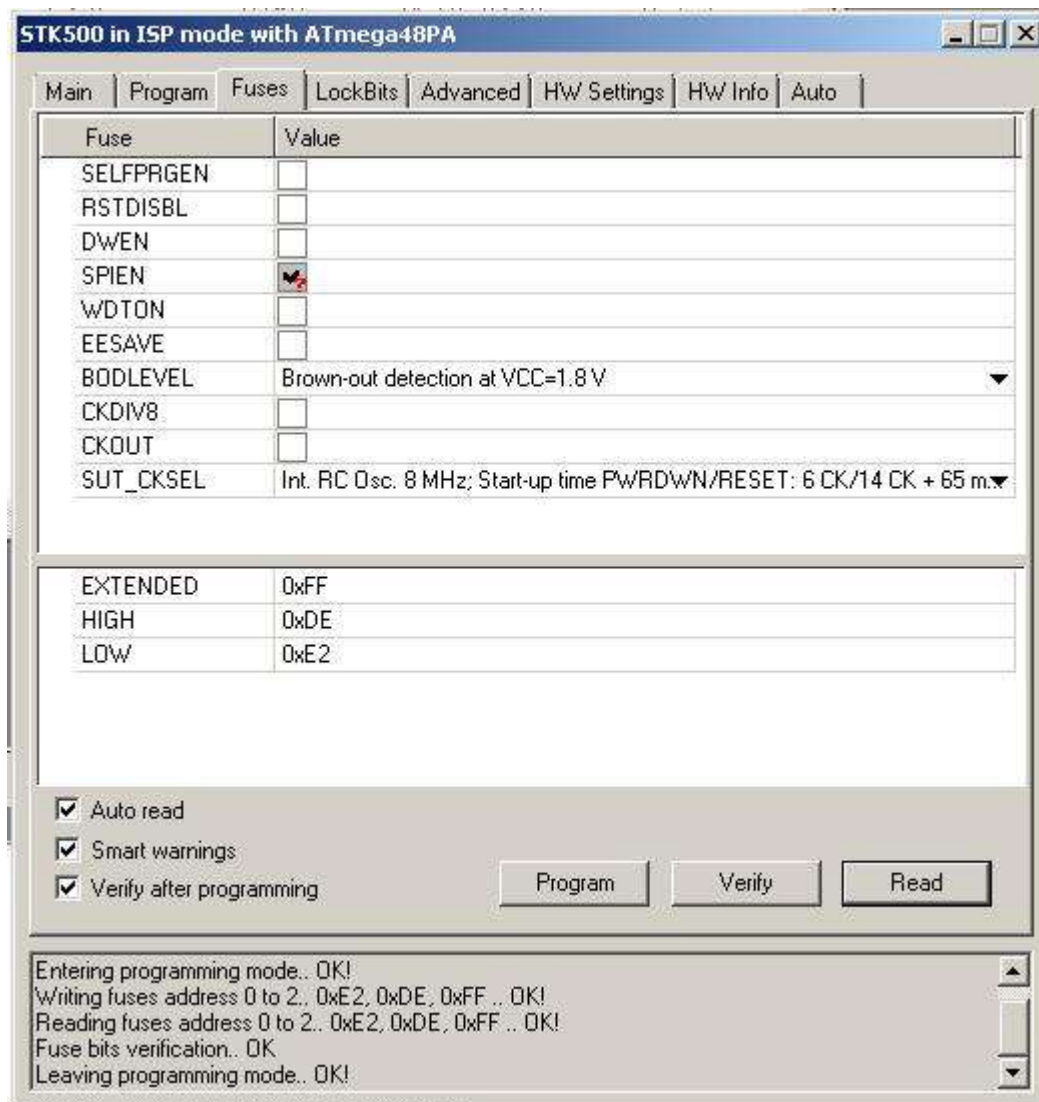 STK500 in ISP mode with ATmega48PA
Main Program Fuses LockBits Advanced HW Settings HW Info Auto
Fuse Value
SELFPRGEN
RSTDISBL
DWEN
SPIEN
WDTON
EESAVE
BODLEVEL Brown-out detection at VCC=1.8 V
CKDIV8
CKOUT
SUT_CKSEL Int. RC Osc. 8 MHz; Start-up time PWRDWN/RESET: 6 CK/14 CK + 65 m.
EXTENDED 0xFF
HIGH 0xDE
LOW 0xE2
Auto read
Smart warnings
Verify after programming Program Verify Read
Entering programming mode.. OK!
Writing fuses address 0 to 2.. 0xE2, 0xDE, 0xFF .. OK!
Reading fuses address 0 to 2.. 0xE2, 0xDE, 0xFF .. OK!
Fuse bits verification.. OK
Leaving programming mode.. OK!